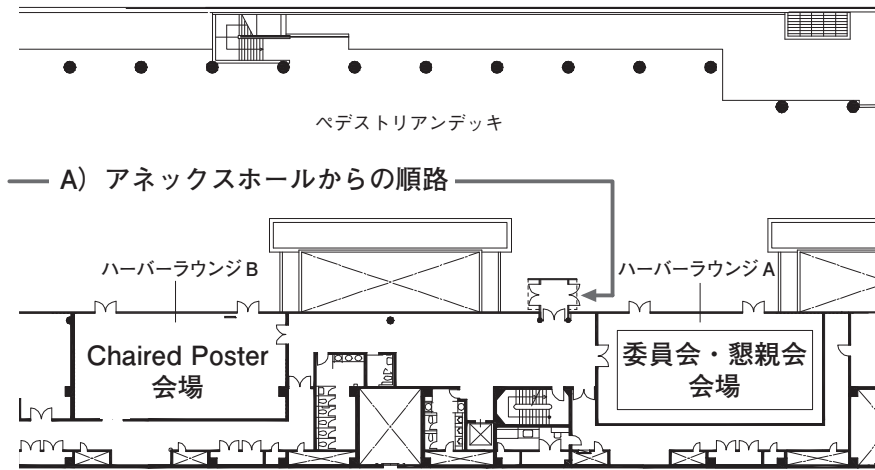 ペデストリアンデッキ
A）アネックスホールからの順路
ハーバーラウンジ B
ハーバーラウンジ A
Chaired Poster
会場
委員会・懇親会
会場